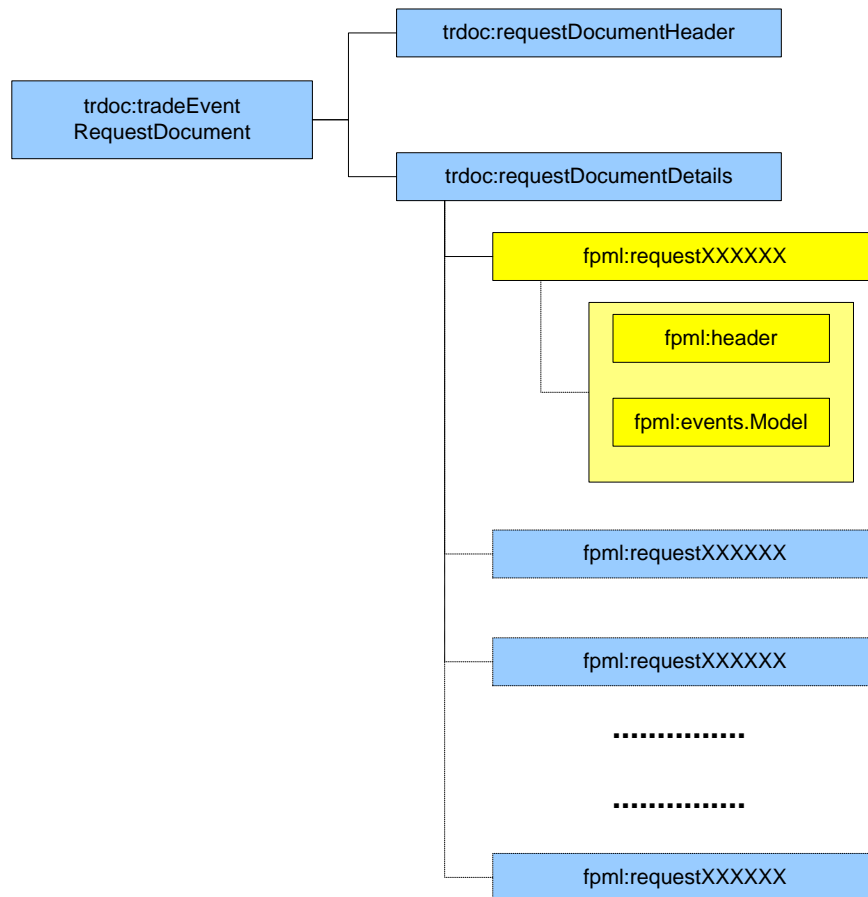 trdoc:requestDocumentHeader
trdoc:tradeEvent
RequestDocument
trdoc:requestDocumentDetails
fpml:requestXXXXXX
fpml:header
fpml:events.Model
fpml:requestXXXXXX
fpml:requestXXXXXX
...............
...............
fpml:requestXXXXXX